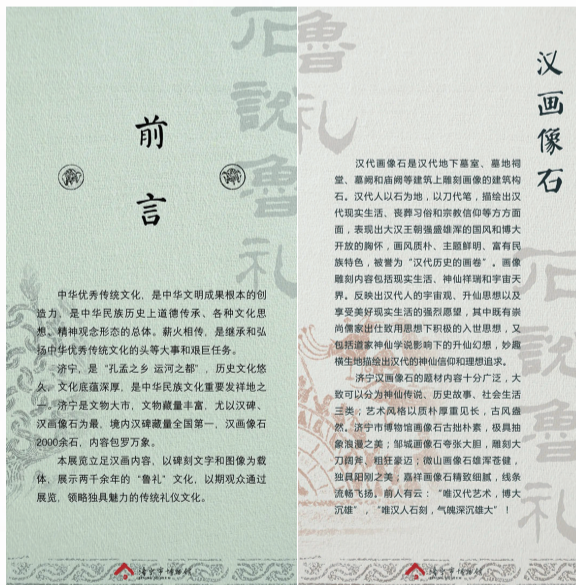 前
言
中华优秀传统文化，是中华文明成果根本的创
造力，是中华民族历史上道德传承、各种文化思
想、精神观念形态的总体。薪火相传，是继承和弘
扬中华优秀传统文化的头等大事和艰巨任务。
济宁，是“孔孟之乡 运河之都”，历史文化悠
久，文化底蕴深厚，是中华民族文化重要发祥地之
一。济宁是文物大市，文物藏量丰富，尤以汉碑、
汉画像石为最、境内汉碑藏量全国第一，汉画像石
2000余石，内容包罗万象。
本展览立足汉画内容，以碑刻文字和图像为载
体，展示两千余年的“鲁礼”文化，以期观众通过
展览，领略独具魅力的传统礼仪文化。
石
说
鲁
礼
济宁市博物馆
汉
画
像
石
汉代画像石是汉代地下墓室、墓地祠
堂、墓阙和庙阙等建筑上雕刻画像的建筑构
石。汉代人以石为地，以刀代笔，描绘出汉
代现实生活、丧葬习俗和宗教信仰等方方面
面，表现出大汉王朝强盛雄浑的国风和博大
开放的胸怀，画风质朴、主题鲜明、富有民
族特色，被誉为“汉代历史的画卷”。画像
雕刻内容包括现实生活、神仙祥瑞和宇宙天
界。反映出汉代人的宇宙观、升仙思想以及
享受美好现实生活的强烈愿望，其中既有崇
尚儒家出仕致用思想下积极的入世思想，又
包括道家神仙学说影响下的升仙幻想，妙趣
横生地描绘出汉代的神仙信仰和理想追求。
济宁汉画像石的题材内容十分广泛，大
致可以分为神仙传说、历史故事、社会生活
三类；艺术风格以质朴厚重见长，古风盎
然。济宁市博物馆画像石古拙朴素，极具抽
象浪漫之美；邹城画像石夸张大胆，雕刻大
刀阔斧，粗狂豪迈；微山画像石雄浑苍健，
独具阳刚之美；嘉祥画像石精致细腻，线条
流畅飞扬。前人有云：“唯汉代艺术，博大
沉雄”，“唯汉人石刻，气魄深沉雄大”！
鲁
礼
石
說
魯
礼
济宁市博物馆